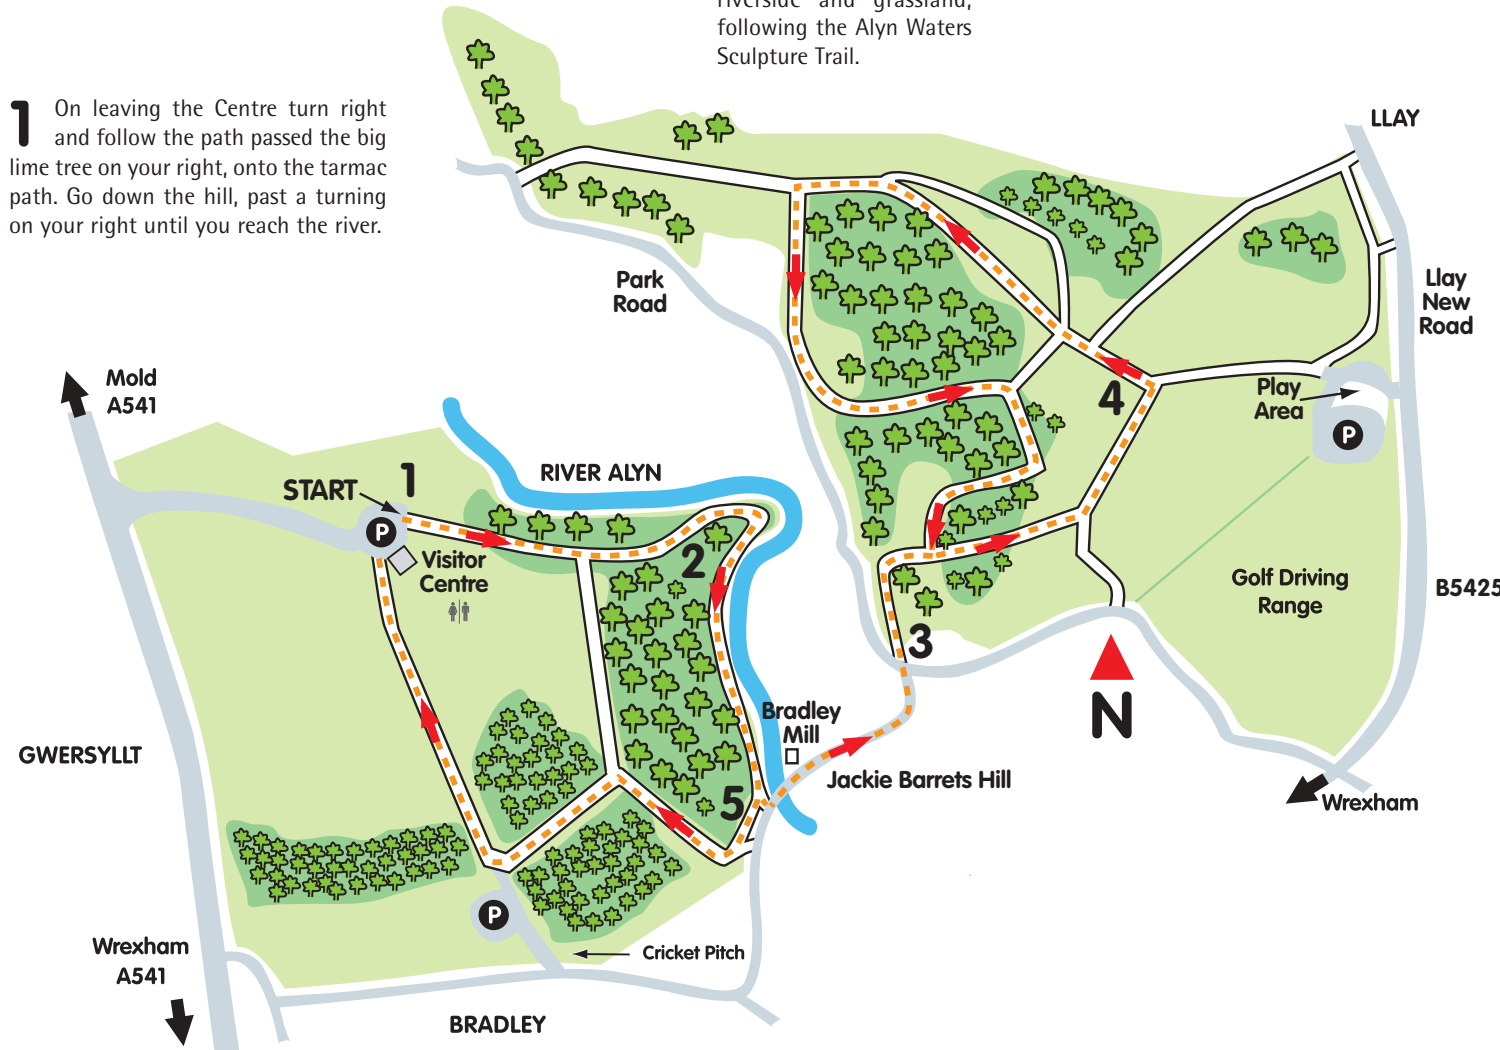 riverside and grassland,
following the Alyn Waters
Sculpture Trail.
1 On leaving the Centre turn right
and follow the path passed the big
lime tree on your right, onto the tarmac
path. Go down the hill, past a turning
on your right until you reach the river.
LLAY
Park
Road
Llay
New
Road
Mold
A541
Play
Area
4
P
START
1
RIVER ALYN
P
Visitor
Centre
2
Golf Driving
Range
B5425
3
N
Bradley
Mill
GWERSYLLT
Jackie Barrets Hill
5
Wrexham
P
Wrexham
A541
Cricket Pitch
BRADLEY